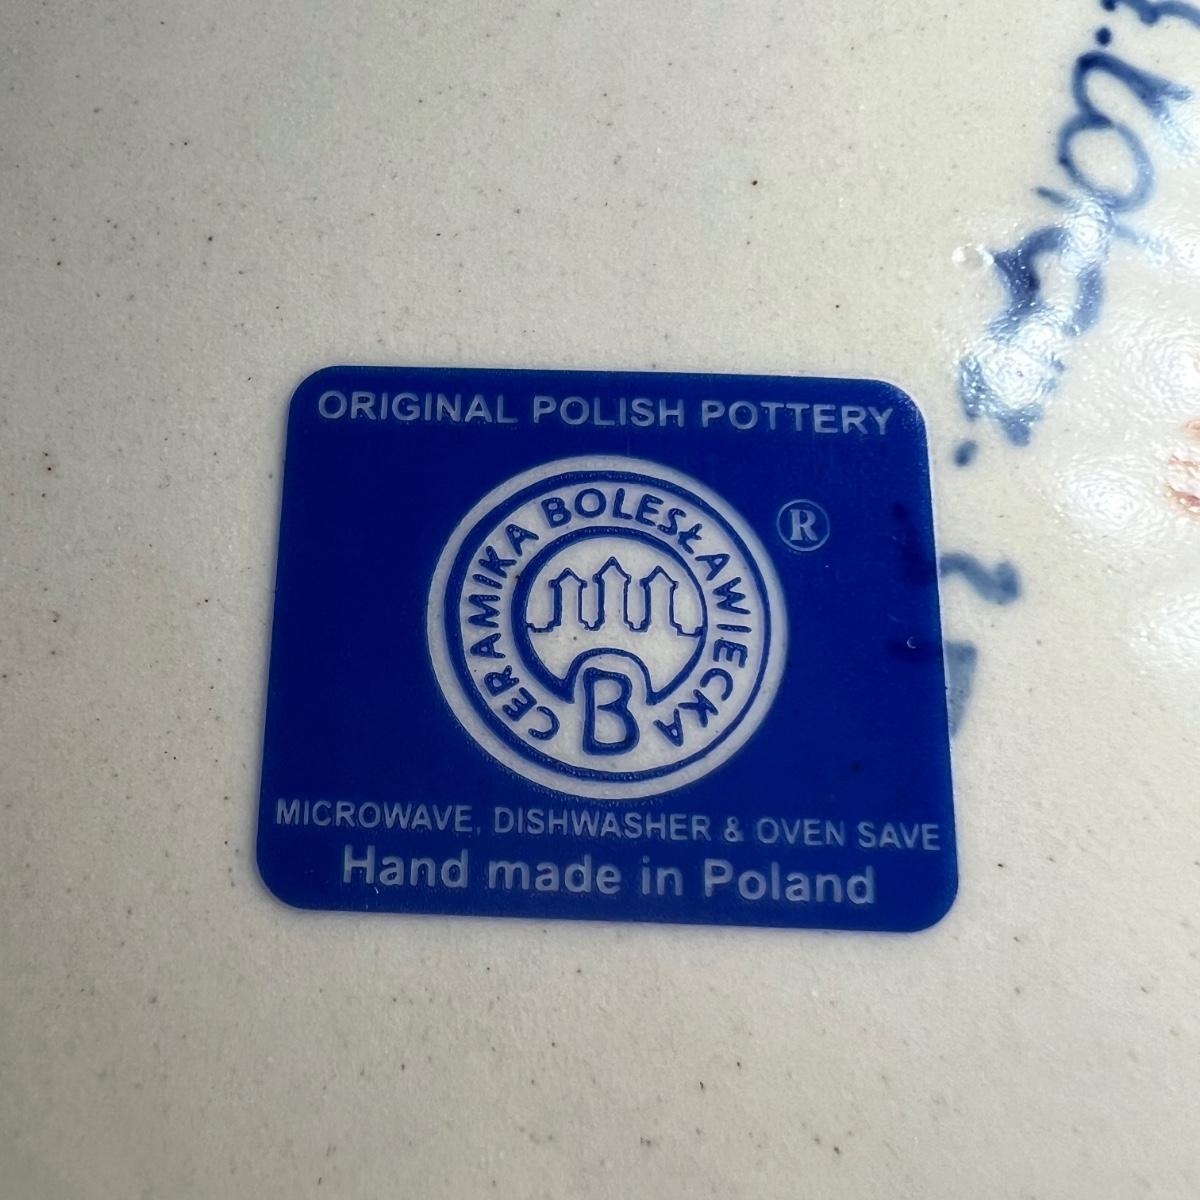 ORIGINAL POLISH POTTERY
CERAMIKA BOLESŁAWIECKA
®
B
MICROWAVE, DISHWASHER & OVEN SAVE
Hand made in Poland